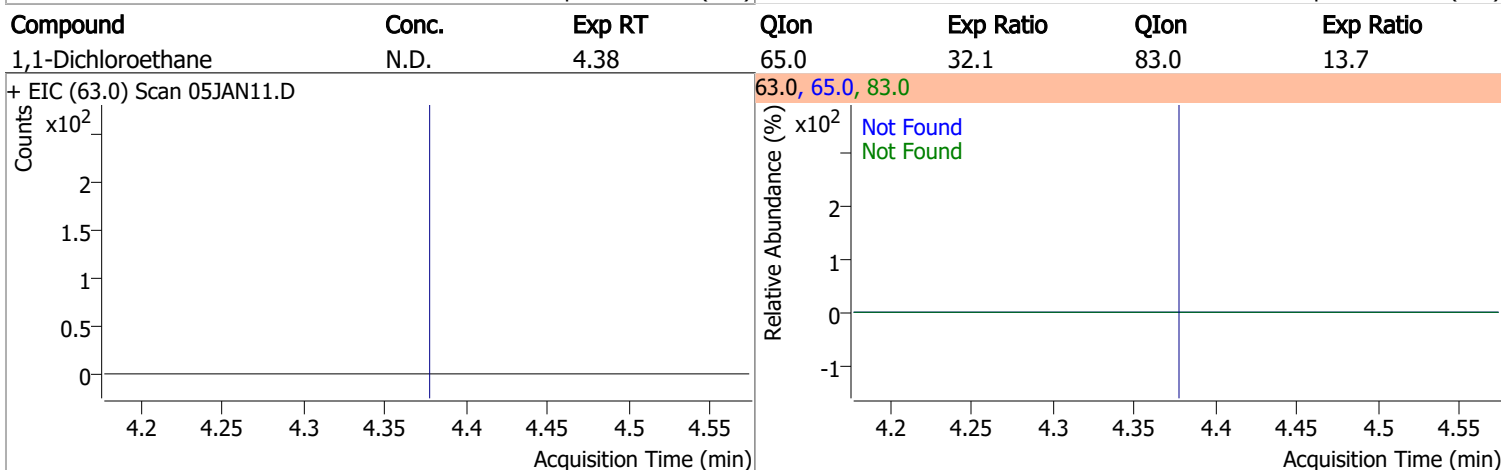 Compound Conc. Exp RT QIon Exp Ratio QIon Exp Ratio
1,1-Dichloroethane N.D. 4.38 65.0 32.1 83.0 13.7
+ EIC (63.0) Scan 05JAN11.D
Counts
x10²
2
1.5
1
0.5
0
4.2 4.25 4.3 4.35 4.4 4.45 4.5 4.55
Acquisition Time (min)
63.0, 65.0, 83.0
Relative Abundance (%)
x10²
Not Found
Not Found
2
1
0
-1
4.2 4.25 4.3 4.35 4.4 4.45 4.5 4.55
Acquisition Time (min)